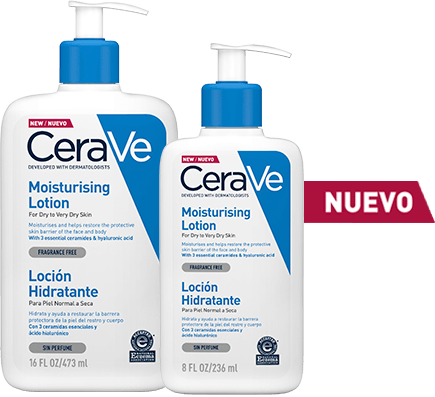 NEW / NUEVO
CeraVe
DEVELOPED WITH DERMATOLOGISTS
Moisturising
Lotion
For Dry to Very Dry Skin
Moisturises and helps restore the protective
skin barrier of the face and body
With 3 essential ceramides & hyaluronic acid
FRAGRANCE FREE
Loción
Hidratante
Para Piel Normal a Seca
Hidrata y ayuda a restaurar la barrera
protectora de la piel del rostro y cuerpo
Con 3 ceramidas esenciales y
ácido hialurónico
SIN PERFUME
16 FL OZ/473 ml
NEW / NUEVO
CeraVe
DEVELOPED WITH DERMATOLOGISTS
Moisturising
Lotion
For Dry to Very Dry Skin
Moisturises and helps restore the protective
skin barrier of the face and body
With 3 essential ceramides & hyaluronic acid
FRAGRANCE FREE
Loción
Hidratante
Para Piel Normal a Seca
Hidrata y ayuda a restaurar la barrera
protectora de la piel del rostro y cuerpo
Con 3 ceramidas esenciales y
ácido hialurónico
SIN PERFUME
8 FL OZ/236 ml
NUEVO